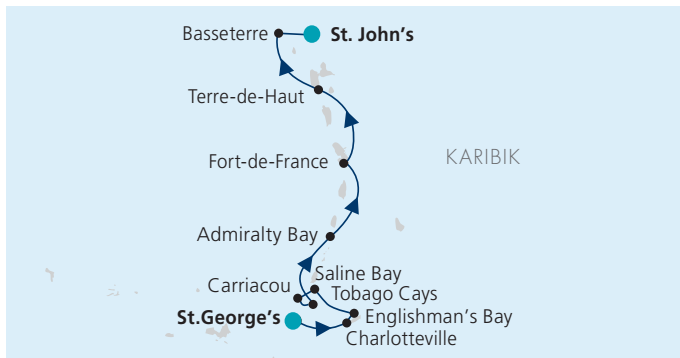 Basseterre
St. John's
Terre-de-Haut
Fort-de-France
KARIBIK
Admiralty Bay
Saline Bay
Carriacou
Tobago Cays
St.George's
Englishman's Bay
Charlotteville